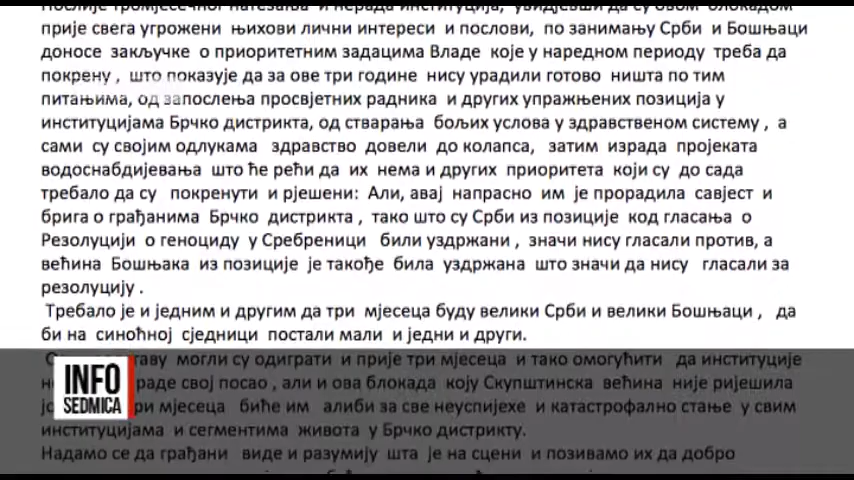 Послије тромјесечног натезања и нерада институција, увидјевши да су овом блокадом
прије свега угрожени њихови лични интереси и послови, по занимању Срби и Бошњаци
доносе закључке о приоритетним задацима Владе које у наредном периоду треба да
покрену , што показује да за ове три године нису урадили готово ништа по тим
питањима, од запослења просвјетних радника и других упражњених позиција у
институцијама Брчко дистрикта, од стварања бољих услова у здравственом систему , а
сами су својим одлукама здравство довели до колапса, затим израда пројеката
водоснабдијевања што ће рећи да их нема и других приоритета који су до сада
требало да су покренути и рјешени: Али, авај напрасно им је прорадила савјест и
брига о грађанима Брчко дистрикта , тако што су Срби из позиције код гласања о
Резолуцији о геноциду у Сребреници били уздржани , значи нису гласали против, а
већина Бошњака из позиције је такође била уздржана што значи да нису гласали за
резолуцију .
Требало је и једним и другим да три мјесеца буду велики Срби и велики Бошњаци , да
би на синоћној сједници постали мали и једни и други.
могли су одиграти и прије три мјесеца и тако омогућити да институције
раде свој посао , али и ова блокада коју Скупштинска већина није ријешила
мјесеца биће им алиби за све неуспијехе и катастрофално стање у свим
институцијама и сегментима живота у Брчко дистрикту.
Надамо се да грађани виде и разумију шта је на сцени и позивамо их да добро
INFO
SEDMICA